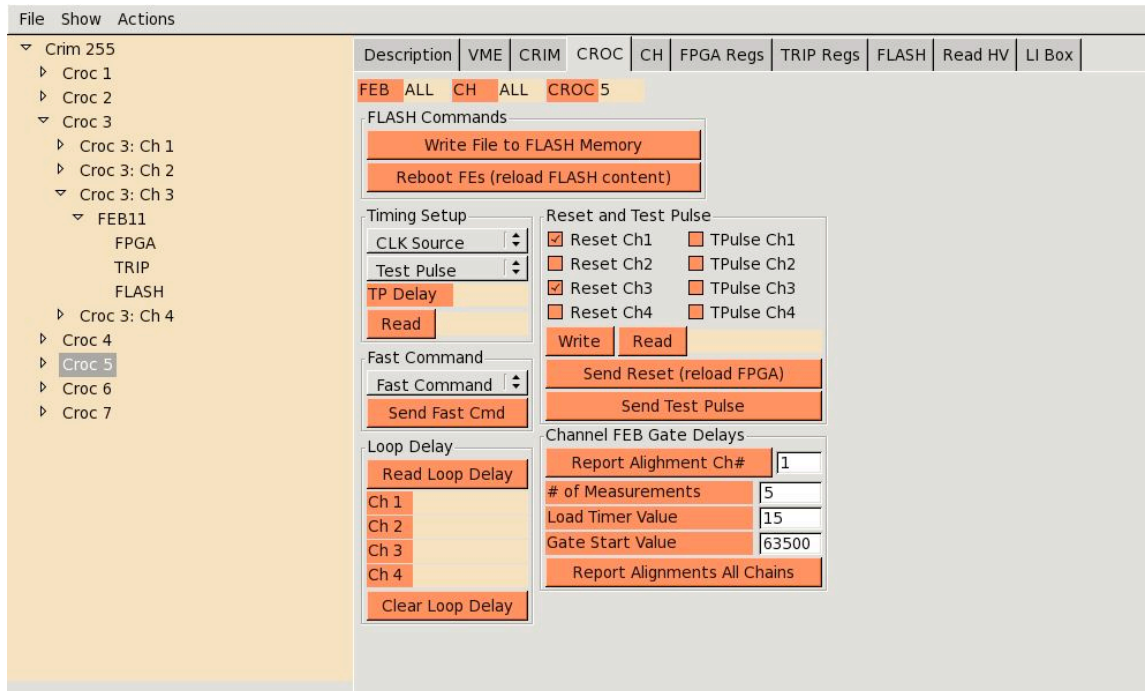 File Show Actions
Crim 255
Croc 1
Croc 2
Croc 3
Croc 3: Ch 1
Croc 3: Ch 2
Croc 3: Ch 3
FEB11
FPGA
TRIP
FLASH
Croc 3: Ch 4
Croc 4
Croc 5
Croc 6
Croc 7
Description VME CRIM CROC CH FPGA Regs TRIP Regs FLASH Read HV LI Box
FEB ALL CH ALL CROC 5
FLASH Commands
Write File to FLASH Memory
Reboot FEs (reload FLASH content)
Timing Setup
CLK Source
Test Pulse
TP Delay
Read
Fast Command
Fast Command
Send Fast Cmd
Loop Delay
Read Loop Delay
Ch 1
Ch 2
Ch 3
Ch 4
Clear Loop Delay
Reset and Test Pulse
Reset Ch1 TPulse Ch1
Reset Ch2 TPulse Ch2
Reset Ch3 TPulse Ch3
Reset Ch4 TPulse Ch4
Write Read
Send Reset (reload FPGA)
Send Test Pulse
Channel FEB Gate Delays
Report Alighment Ch# 1
# of Measurements 5
Load Timer Value 15
Gate Start Value 63500
Report Alignments All Chains